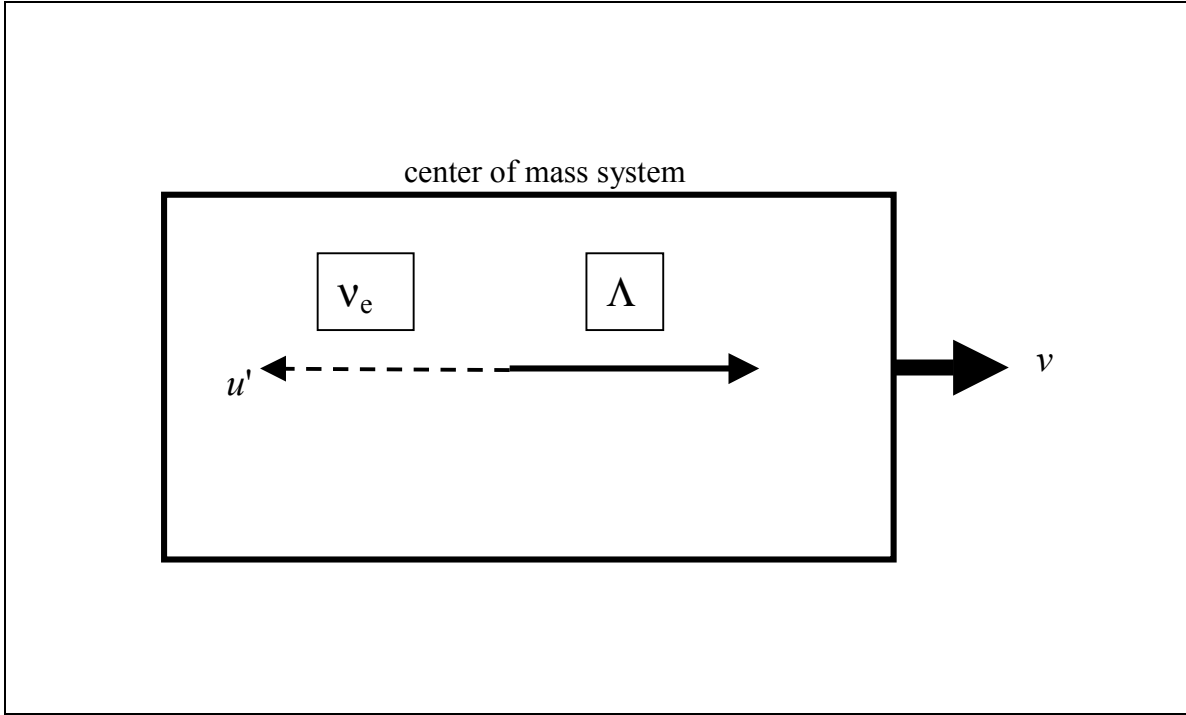 center of mass system
νₑ
Λ
u'
v